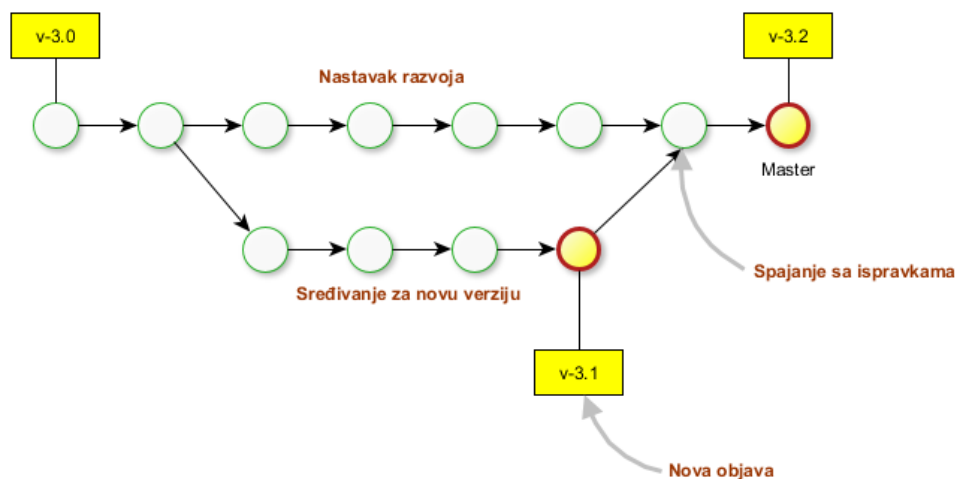 v-3.0
v-3.2
Nastavak razvoja
Master
Spajanje sa ispravkama
Sređivanje za novu verziju
v-3.1
Nova objava